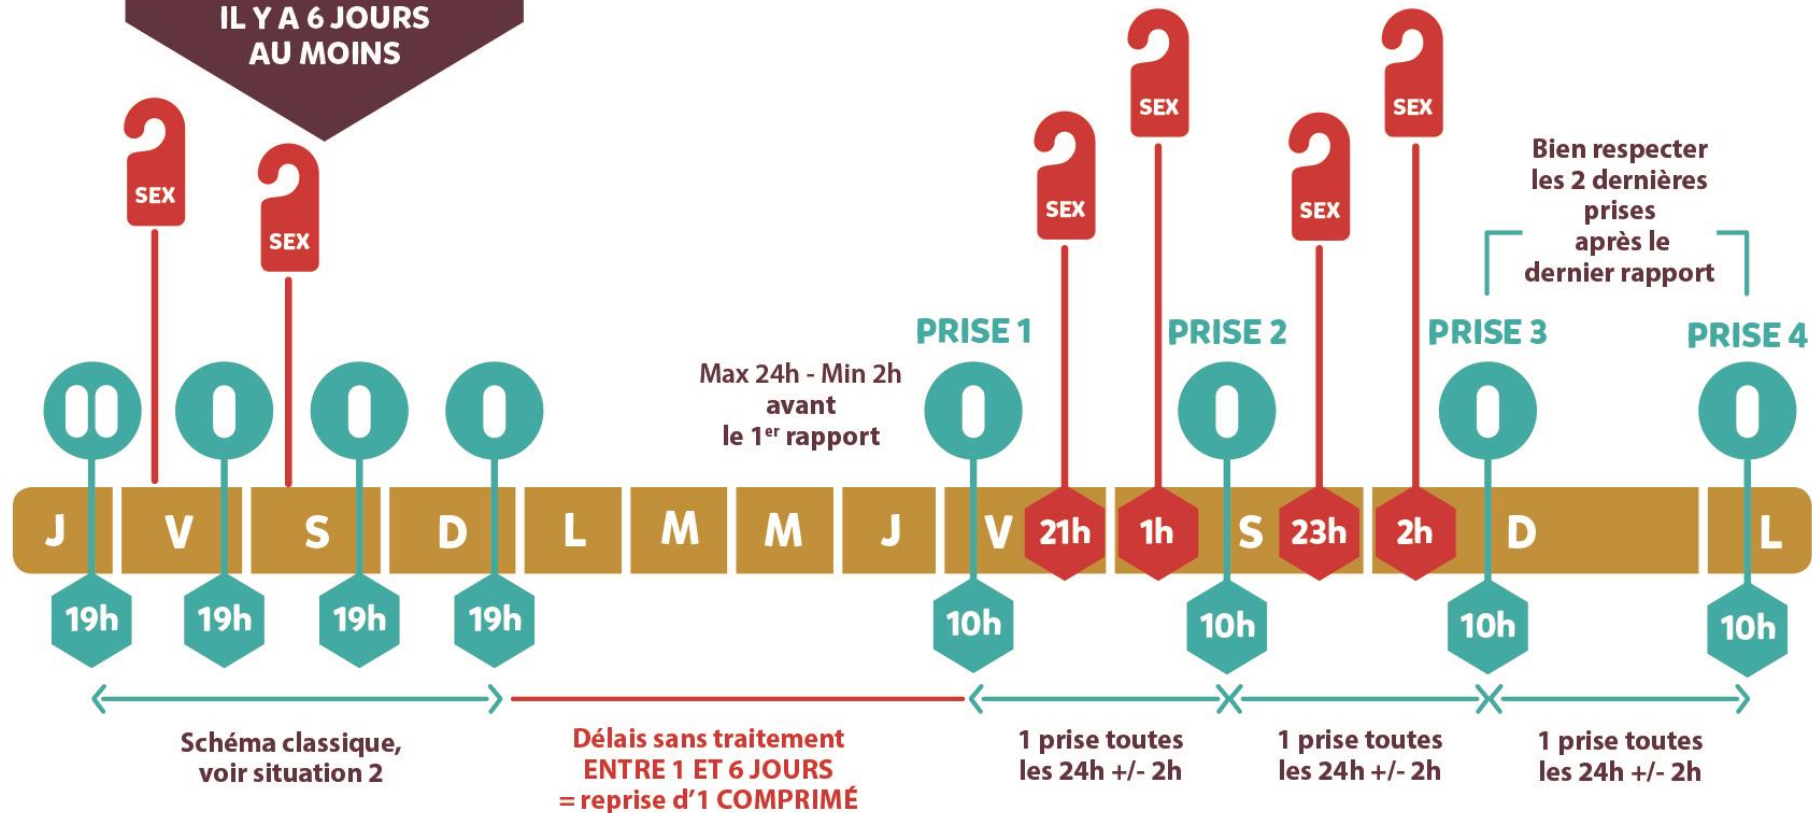 IL Y A 6 JOURS
AU MOINS
SEX
SEX
SEX
SEX
SEX
SEX
Bien respecter
les 2 dernières
prises
après le
dernier rapport
PRISE 1
PRISE 2
PRISE 3
PRISE 4
Max 24h - Min 2h
avant
le 1er rapport
J
V
S
D
L
M
M
J
V
21h
1h
S
23h
2h
D
L
19h
19h
19h
19h
10h
10h
10h
10h
Schéma classique,
voir situation 2
Délais sans traitement
ENTRE 1 ET 6 JOURS
= reprise d'1 COMPRIMÉ
1 prise toutes
les 24h +/- 2h
1 prise toutes
les 24h +/- 2h
1 prise toutes
les 24h +/- 2h